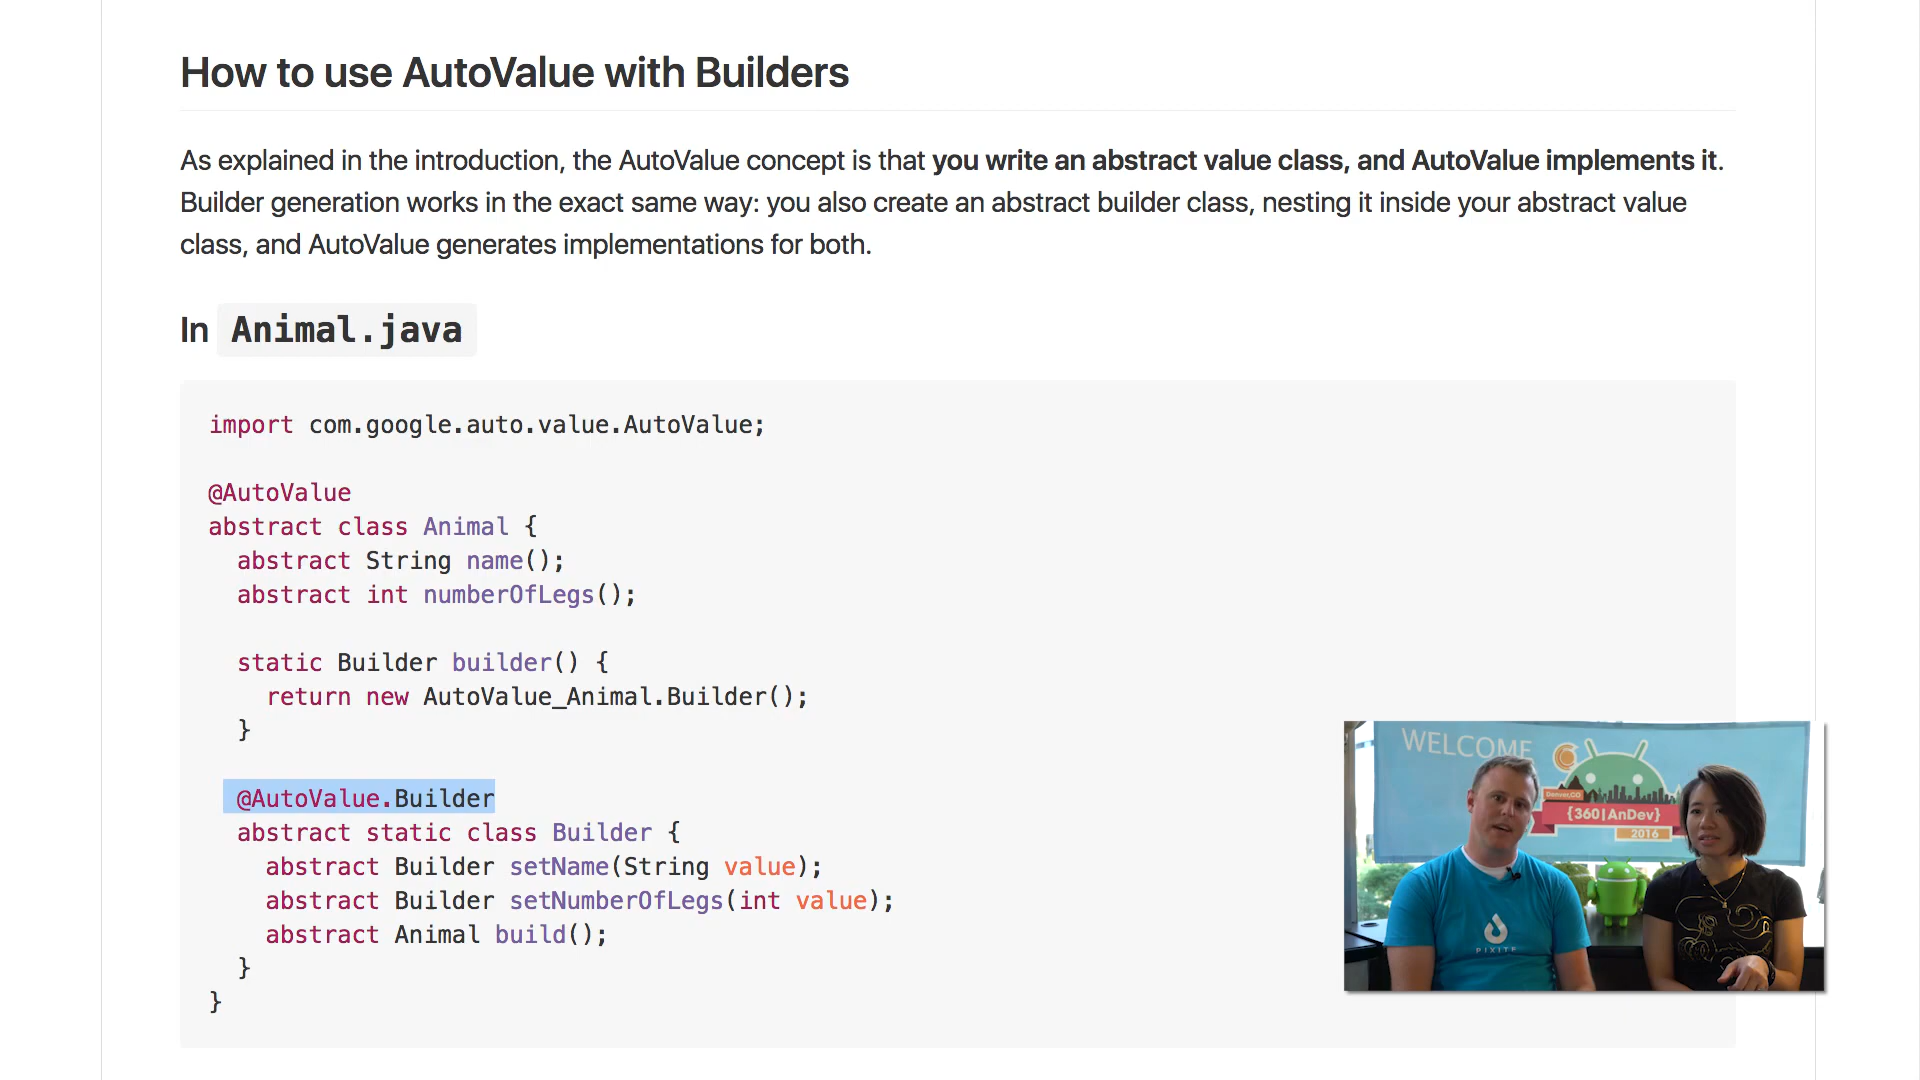 How to use AutoValue with Builders
As explained in the introduction, the AutoValue concept is that you write an abstract value class, and AutoValue implements it.
Builder generation works in the exact same way: you also create an abstract builder class, nesting it inside your abstract value
class, and AutoValue generates implementations for both.
In Animal.java
import com.google.auto.value.AutoValue;
@AutoValue
abstract class Animal {
abstract String name();
abstract int numberOfLegs();
static Builder builder() {
return new AutoValue_Animal.Builder();
}
@AutoValue.Builder
abstract static class Builder {
abstract Builder setName(String value);
abstract Builder setNumberOfLegs(int value);
abstract Animal build();
}
}
WELCOME
Denver,CO
{360|AnDev}
2016
PIXITE